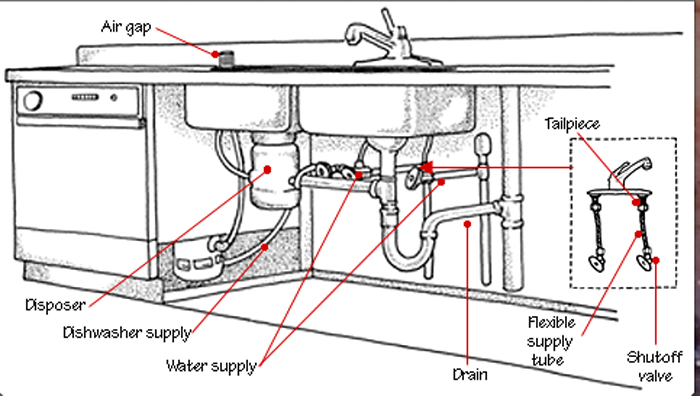 Air gap
Tailpiece
Disposer
Dishwasher supply
Water supply
Drain
Flexible
supply
tube
Shutoff
valve